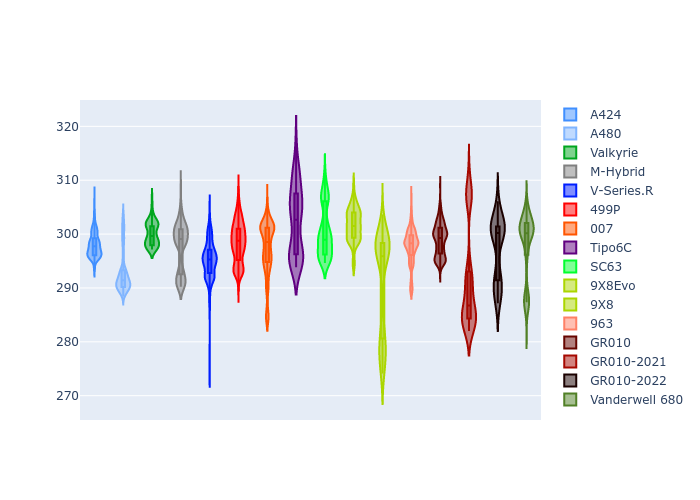 320
310
300
290
280
270
A424
A480
Valkyrie
M-Hybrid
V-Series.R
499P
007
Tipo6C
SC63
9X8Evo
9X8
963
GR010
GR010-2021
GR010-2022
Vanderwell 680